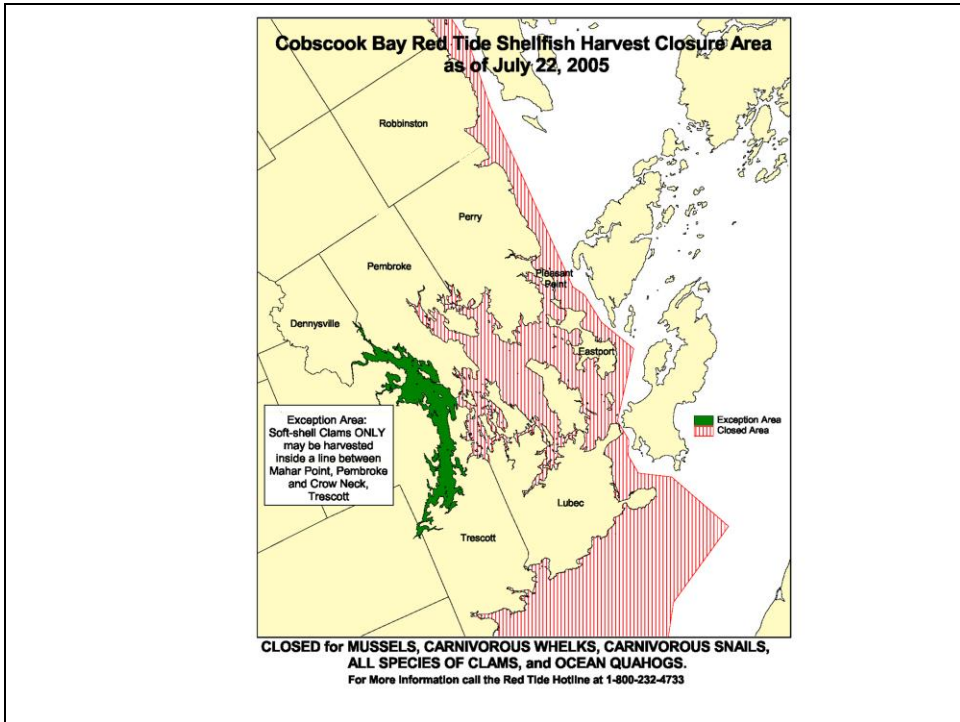 Cobscook Bay Red Tide Shellfish Harvest Closure Area
as of July 22, 2005
Robbinston
Perry
Pembroke
Pleasant
Point
Dennysville
Eastport
Exception Area:
Soft-shell Clams ONLY
may be harvested
inside a line between
Mahar Point, Pembroke
and Crow Neck,
Trescott
Exception Area
Closed Area
Lubec
Trescott
CLOSED for MUSSELS, CARNIVOROUS WHELKS, CARNIVOROUS SNAILS,
ALL SPECIES OF CLAMS, and OCEAN QUAHOGS.
For More Information call the Red Tide Hotline at 1-800-232-4733